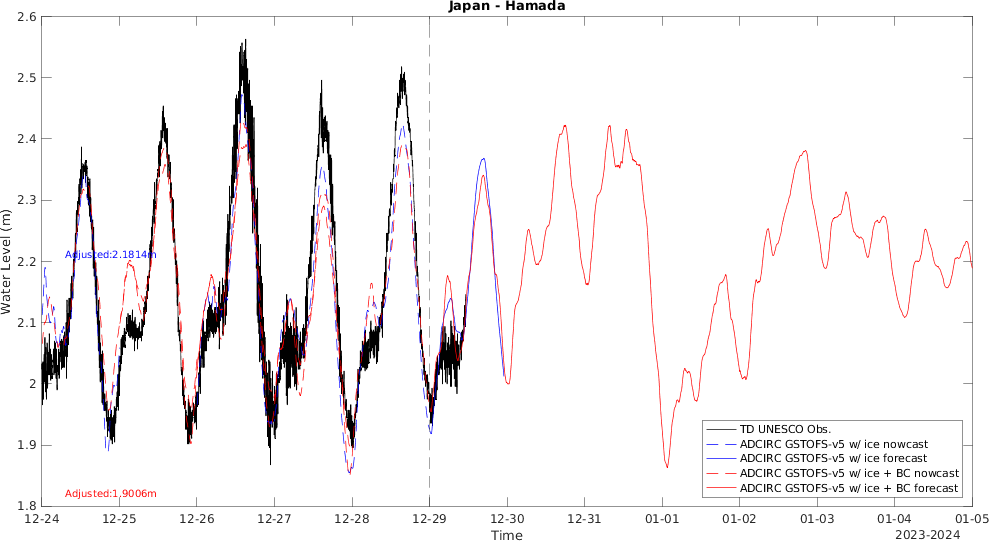 Japan - Hamada
2.6
2.5
2.4
2.3
2.2
2.1
2
1.9
1.8
Water Level (m)
Adjusted:2.1814m
Adjusted:1.9006m
TD UNESCO Obs.
ADCIRC GSTOFS-v5 w/ ice nowcast
ADCIRC GSTOFS-v5 w/ ice forecast
ADCIRC GSTOFS-v5 w/ ice + BC nowcast
ADCIRC GSTOFS-v5 w/ ice + BC forecast
12-24 12-25 12-26 12-27 12-28 12-29 12-30 12-31 01-01 01-02 01-03 01-04 01-05
Time
2023-2024